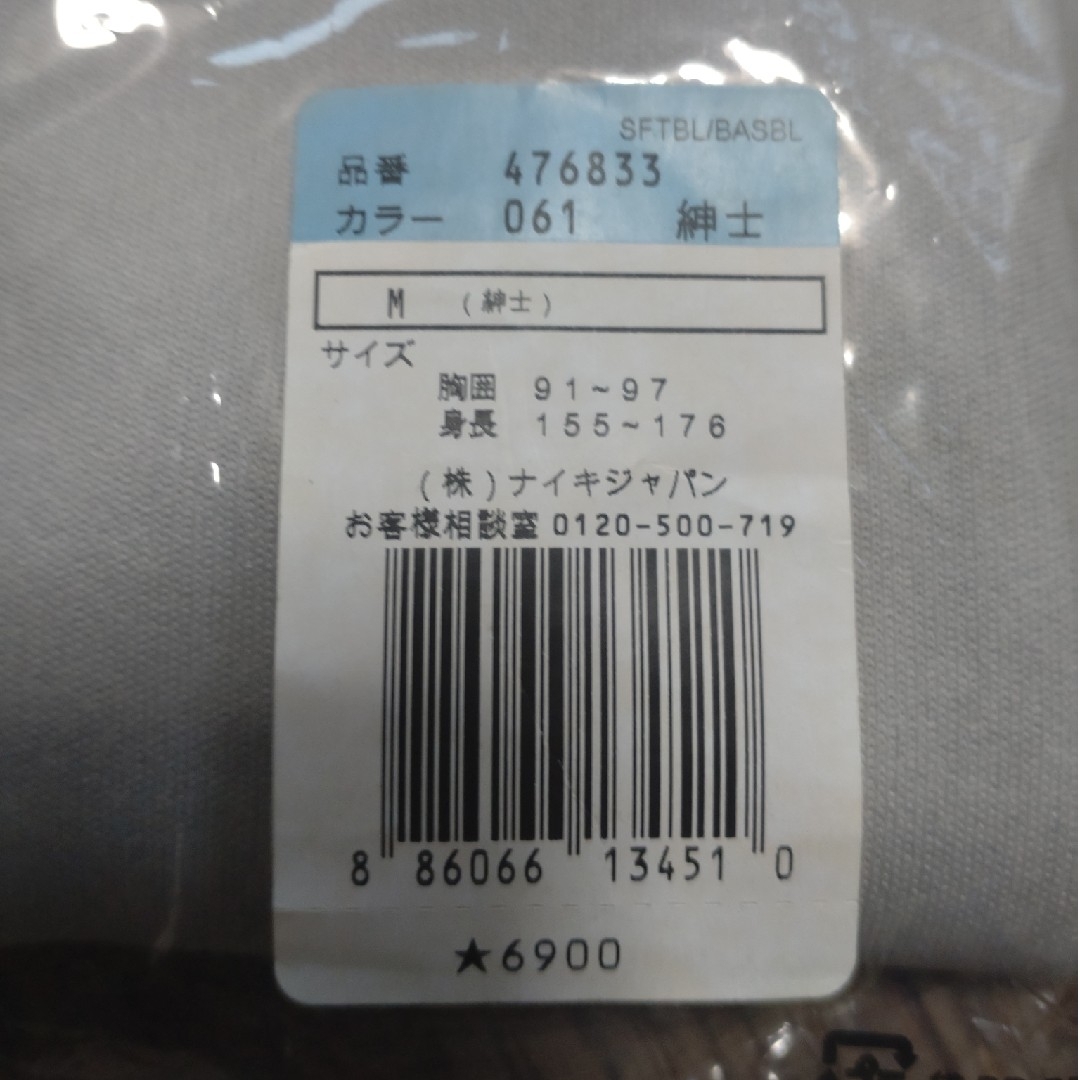 SFTBL/BASBL
品番 476833
カラー 061 紳士
M (紳士)
サイズ
胸囲 91~97
身長 155~176
(株)ナイキジャパン
お客様相談室 0120-500-719
8 86066 13451 0
★6900